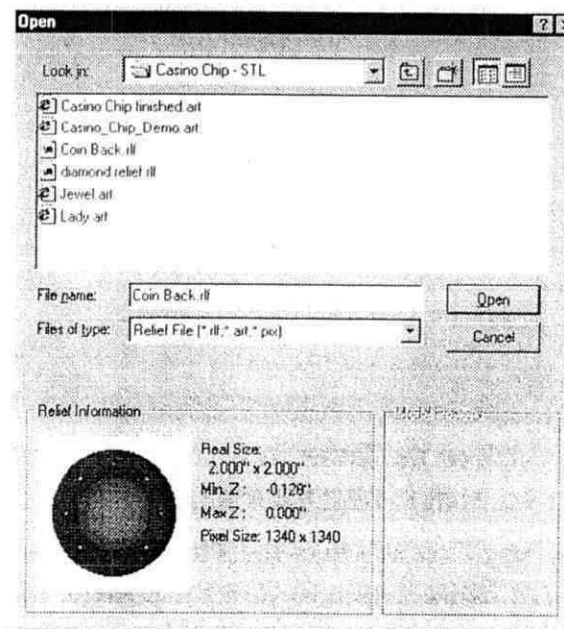 Open
Look in: Casino Chip - STL
Casino Chip finished.art
Casino_Chip_Demo.art
Coin Back.rlf
diamond relief.rlf
Jewel.art
Lady.art
File name: Coin Back.rlf Open
Files of type: Relief File (*.rlf,*.art,*.pix) Cancel
Relief Information
Real Size:
2.000" x 2.000"
Min. Z : -0.128"
Max Z : 0.000"
Pixel Size: 1340 x 1340